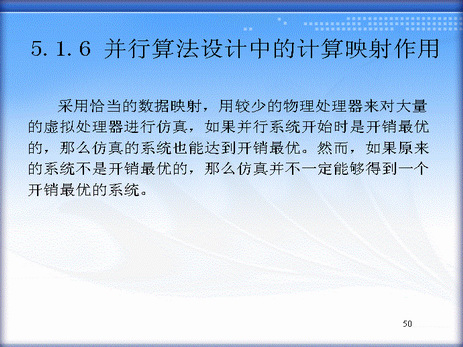 5.1.6 并行算法设计中的计算映射作用
采用恰当的数据映射，用较少的物理处理器来对大量
的虚拟处理器进行仿真，如果并行系统开始时是开销最优
的，那么仿真的系统也能达到开销最优。然而，如果原来
的系统不是开销最优的，那么仿真并不一定能够得到一个
开销最优的系统。
50